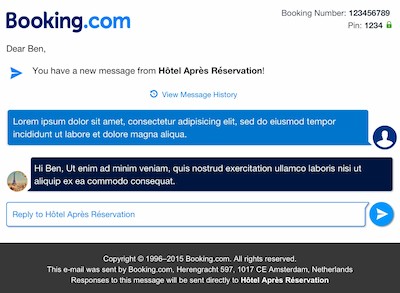 Booking.com
Booking Number: 123456789
Pin: 1234
Dear Ben,
You have a new message from Hôtel Après Réservation!
View Message History
Lorem ipsum dolor sit amet, consectetur adipisicing elit, sed do eiusmod tempor
incididunt ut labore et dolore magna aliqua.
Hi Ben, Ut enim ad minim veniam, quis nostrud exercitation ullamco laboris nisi ut
aliquip ex ea commodo consequat.
Reply to Hôtel Après Réservation
Copyright © 1996–2015 Booking.com. All rights reserved.
This e-mail was sent by Booking.com, Herengracht 597, 1017 CE Amsterdam, Netherlands
Responses to this message will be sent directly to Hôtel Après Réservation